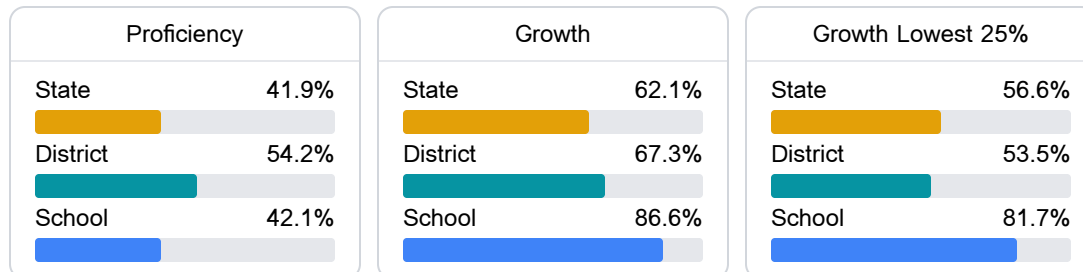 Proficiency
State 41.9%
District 54.2%
School 42.1%
Growth
State 62.1%
District 67.3%
School 86.6%
Growth Lowest 25%
State 56.6%
District 53.5%
School 81.7%